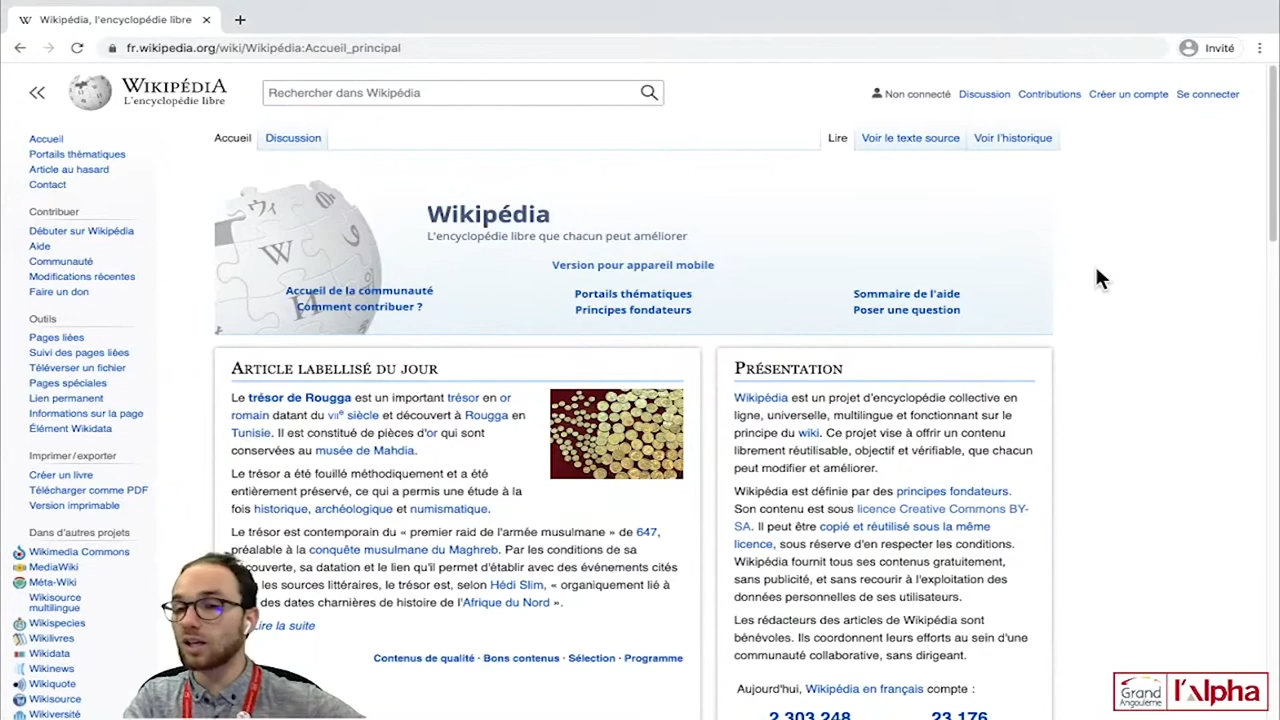 Wikipédia, l'encyclopédie libre
fr.wikipedia.org/wiki/Wikipédia:Accueil_principal
Invité
WIKIPÉDIA
L'encyclopédie libre
Rechercher dans Wikipédia
Non connecté Discussion Contributions Créer un compte Se connecter
Accueil Discussion Lire Voir le texte source Voir l'historique
Accueil
Portails thématiques
Article au hasard
Contact
Contribuer
Débuter sur Wikipédia
Aide
Communauté
Modifications récentes
Faire un don
Outils
Pages liées
Suivi des pages liées
Téléverser un fichier
Pages spéciales
Lien permanent
Informations sur la page
Élément Wikidata
Imprimer/exporter
Créer un livre
Télécharger comme PDF
Version imprimable
Dans d'autres projets
Wikimedia Commons
MediaWiki
Méta-Wiki
Wikisource
multilingue
Wikispecies
Wikilivres
Wikidata
Wikinews
Wikiquote
Wikisource
Wikiversité
Wikipédia
L'encyclopédie libre que chacun peut améliorer
Version pour appareil mobile
Accueil de la communauté Portails thématiques Sommaire de l'aide
Comment contribuer ? Principes fondateurs Poser une question
ARTICLE LABELLISÉ DU JOUR
Le trésor de Rougga est un important trésor en or
romain datant du VIIe siècle et découvert à Rougga en
Tunisie. Il est constitué de pièces d'or qui sont
conservées au musée de Mahdia.
Le trésor a été fouillé méthodiquement et a été
entièrement préservé, ce qui a permis une étude à la
fois historique, archéologique et numismatique.
Le trésor est contemporain du « premier raid de l'armée musulmane » de 647,
préalable à la conquête musulmane du Maghreb. Par les conditions de sa
couverte, sa datation et le lien qu'il permet d'établir avec des événements cités
les sources littéraires, le trésor est, selon Hédi Slim, « organiquement lié à
des dates charnières de histoire de l'Afrique du Nord ».
Lire la suite
Contenus de qualité · Bons contenus · Sélection · Programme
PRÉSENTATION
Wikipédia est un projet d'encyclopédie collective en
ligne, universelle, multilingue et fonctionnant sur le
principe du wiki. Ce projet vise à offrir un contenu
librement réutilisable, objectif et vérifiable, que chacun
peut modifier et améliorer.
Wikipédia est définie par des principes fondateurs.
Son contenu est sous licence Creative Commons BY-
SA. Il peut être copié et réutilisé sous la même
licence, sous réserve d'en respecter les conditions.
Wikipédia fournit tous ses contenus gratuitement,
sans publicité, et sans recourir à l'exploitation des
données personnelles de ses utilisateurs.
Les rédacteurs des articles de Wikipédia sont
bénévoles. Ils coordonnent leurs efforts au sein d'une
communauté collaborative, sans dirigeant.
Aujourd'hui, Wikipédia en français compte :
2 303 248 23 176
Grand
Angoulême
l'Alpha